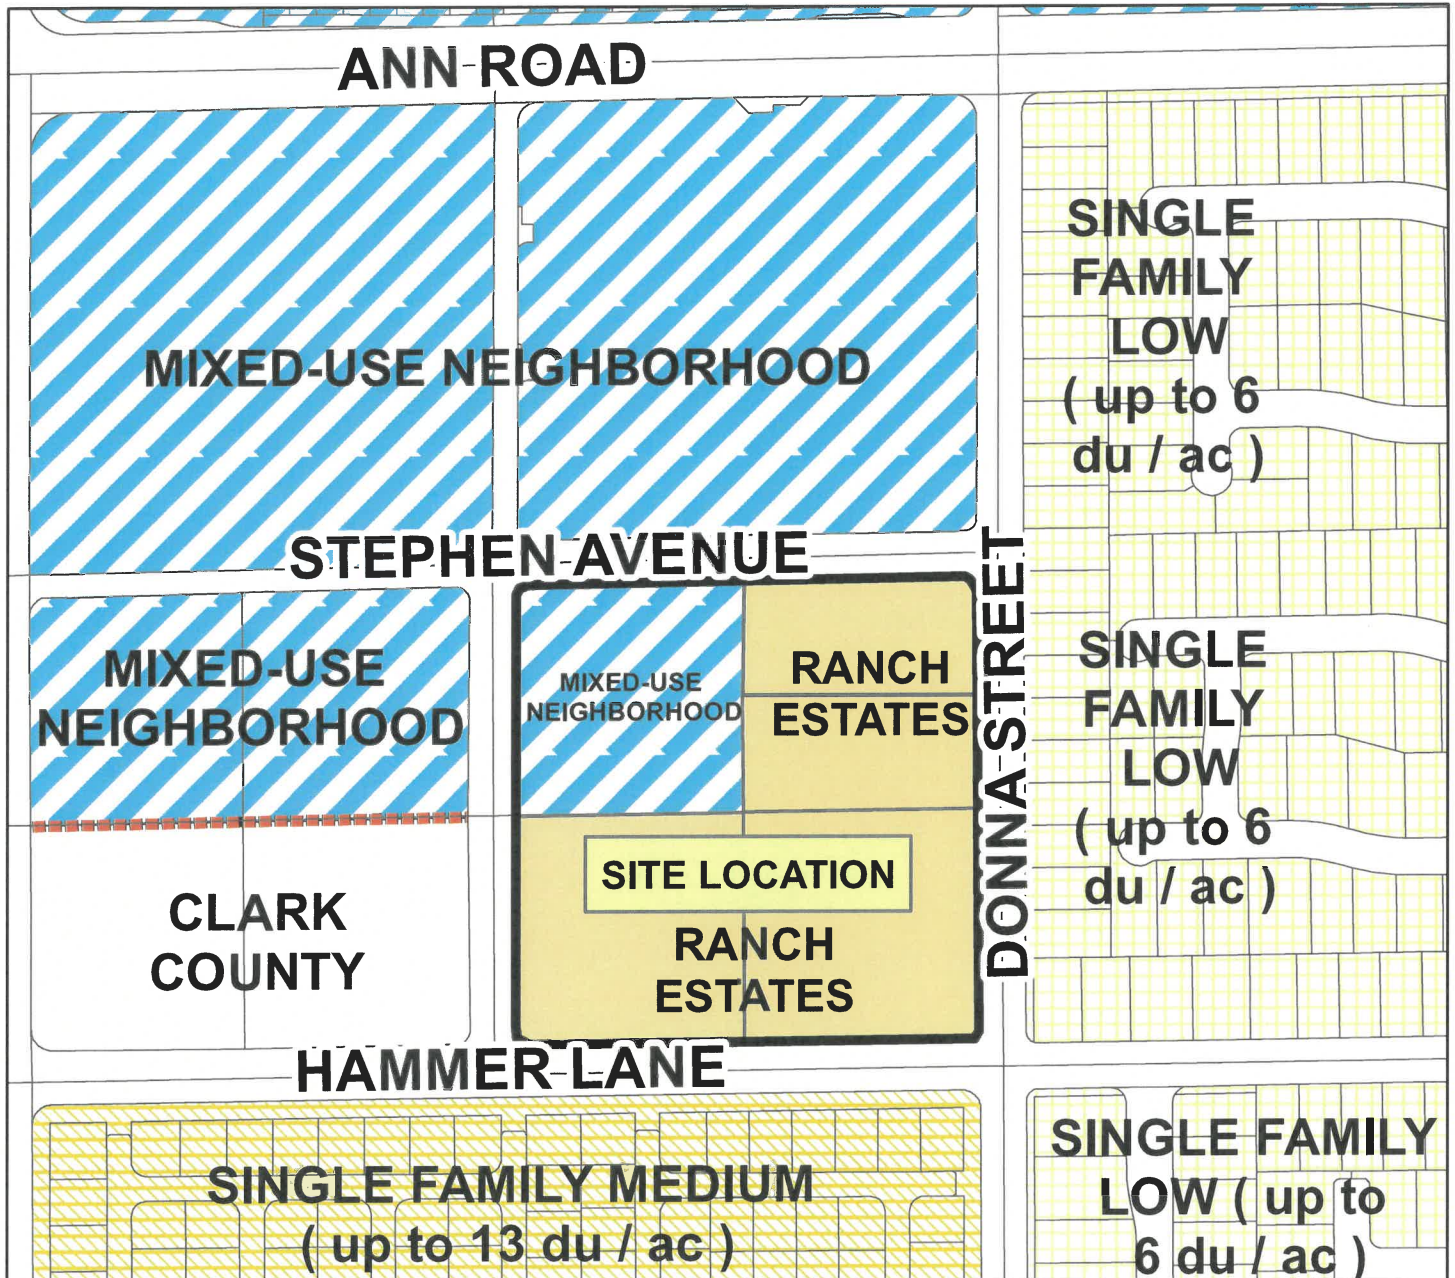 ANN ROAD
SINGLE
FAMILY
LOW
( up to 6
du / ac )
MIXED-USE NEIGHBORHOOD
STEPHEN AVENUE
DONNA STREET
MIXED-USE
NEIGHBORHOOD
MIXED-USE
NEIGHBORHOOD
RANCH
ESTATES
SINGLE
FAMILY
LOW
( up to 6
du / ac )
SITE LOCATION
CLARK
COUNTY
RANCH
ESTATES
HAMMER LANE
SINGLE FAMILY MEDIUM
( up to 13 du / ac )
SINGLE FAMILY
LOW ( up to
6 du / ac )